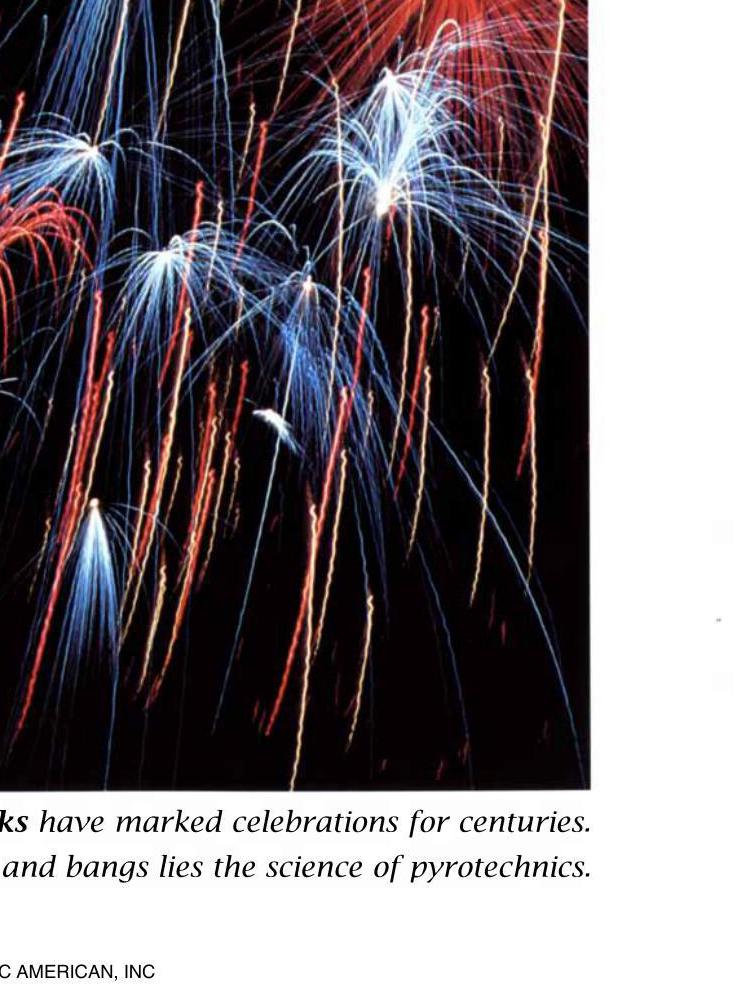 ks have marked celebrations for centuries.
and bangs lies the science of pyrotechnics.
C AMERICAN, INC